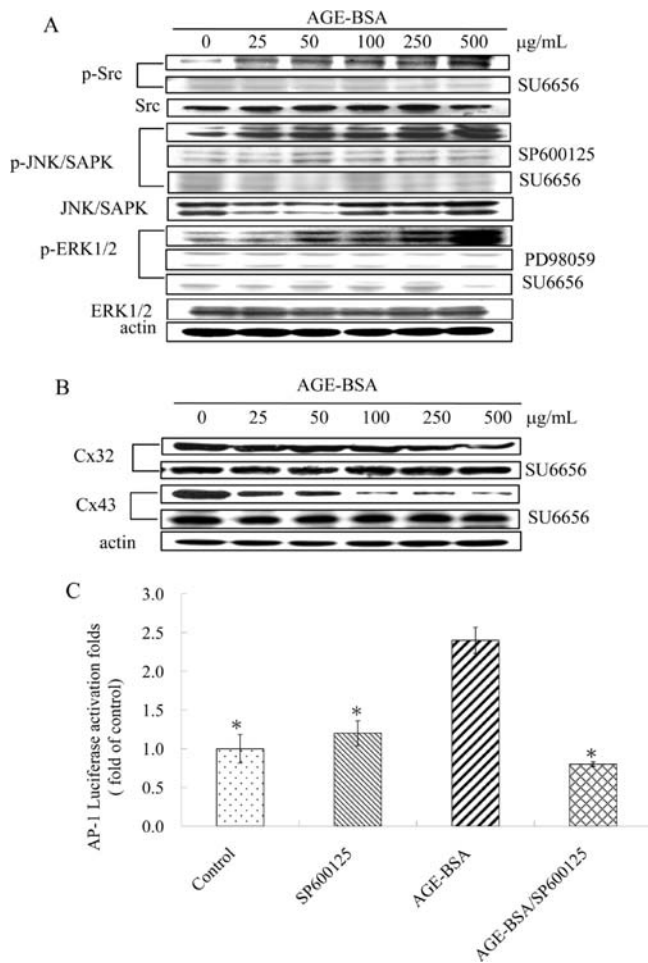 A
AGE-BSA
0 25 50 100 250 500 μg/mL
p-Src
SU6656
Src
p-JNK/SAPK
SP600125
SU6656
JNK/SAPK
p-ERK1/2
PD98059
SU6656
ERK1/2
actin
B
AGE-BSA
0 25 50 100 250 500 μg/mL
Cx32
SU6656
Cx43
SU6656
actin
C
AP-1 Luciferase activation folds
( fold of control)
3.0
2.5
2.0
1.5
1.0
0.5
0.0
* * *
Control
SP600125
AGE-BSA
AGE-BSA/SP600125